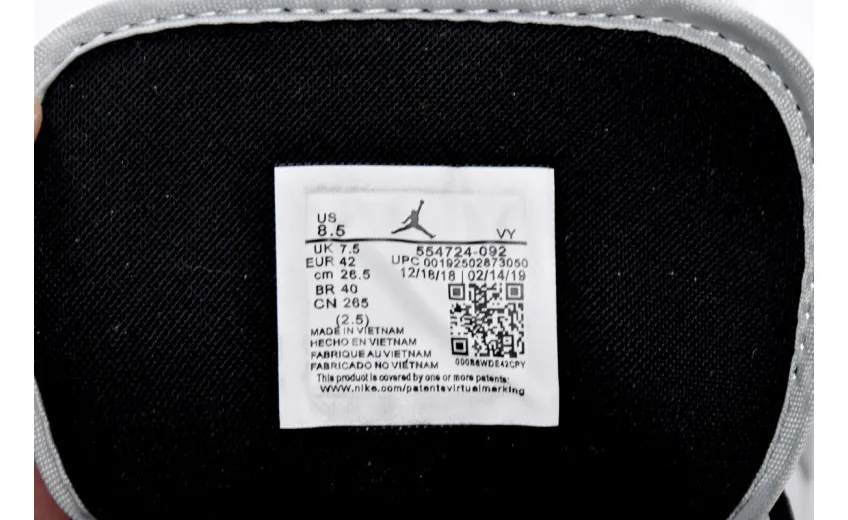 US
8.5 VY
UK 7.5 554724-092
EUR 42 UPC 00192502873050
cm 26.5 12/18/18 | 02/14/19
BR 40
CN 265
(2.5)
MADE IN VIETNAM
HECHO EN VIETNAM
FABRIQUE AU VIETNAM
FABRICADO NO VIETNAM 000B8WDE42CPY
This product is covered by one or more patents:
www.nike.com/patentsvirtualmarking